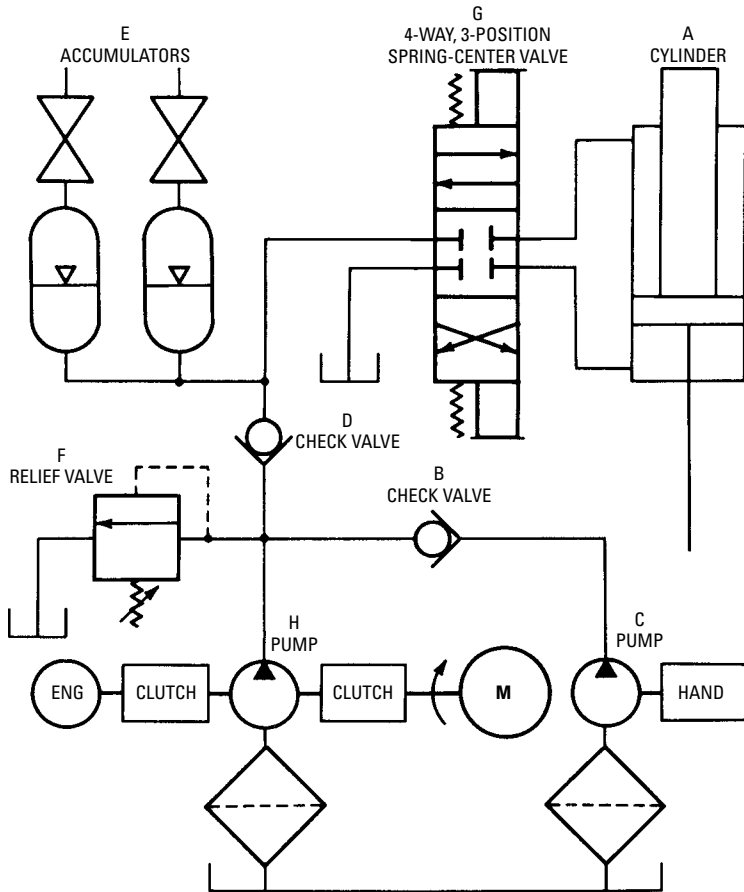 E
ACCUMULATORS
G
4-WAY, 3-POSITION
SPRING-CENTER VALVE
A
CYLINDER
D
CHECK VALVE
F
RELIEF VALVE
B
CHECK VALVE
H
PUMP
C
PUMP
ENG
CLUTCH
CLUTCH
M
HAND